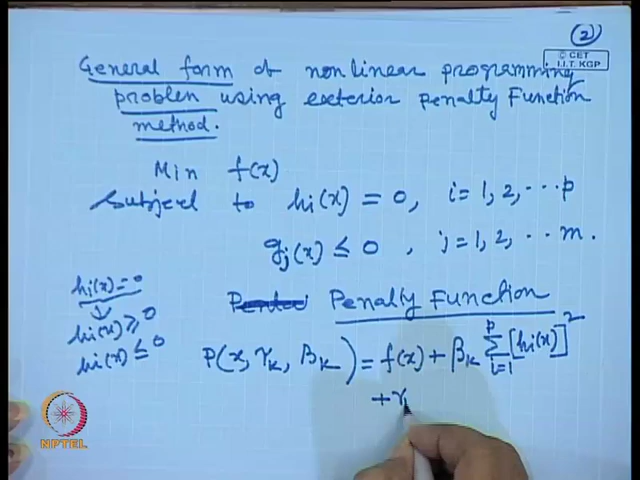 2
© CET
I.I.T. KGP
General form of nonlinear programming
problem using exterior penalty Function
method.
Min f(x)
Subject to hi(x) = 0, i = 1, 2, ... p
gj(x) ≤ 0, j = 1, 2, ... m.
hi(x) = 0
↓
hi(x) ≥ 0
hi(x) ≤ 0
Penalty Function
P(x, γk, βk) = f(x) + βk Σ_{i=1}^{p} [hi(x)]²
+ γ
NPTEL